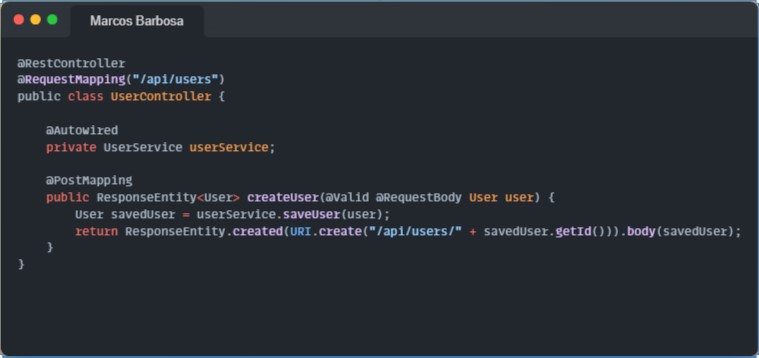 Marcos Barbosa
@RestController
@RequestMapping("/api/users")
public class UserController {
@Autowired
private UserService userService;
@PostMapping
public ResponseEntity<User> createUser(@Valid @RequestBody User user) {
User savedUser = userService.saveUser(user);
return ResponseEntity.created(URI.create("/api/users/" + savedUser.getId())).body(savedUser);
}
}